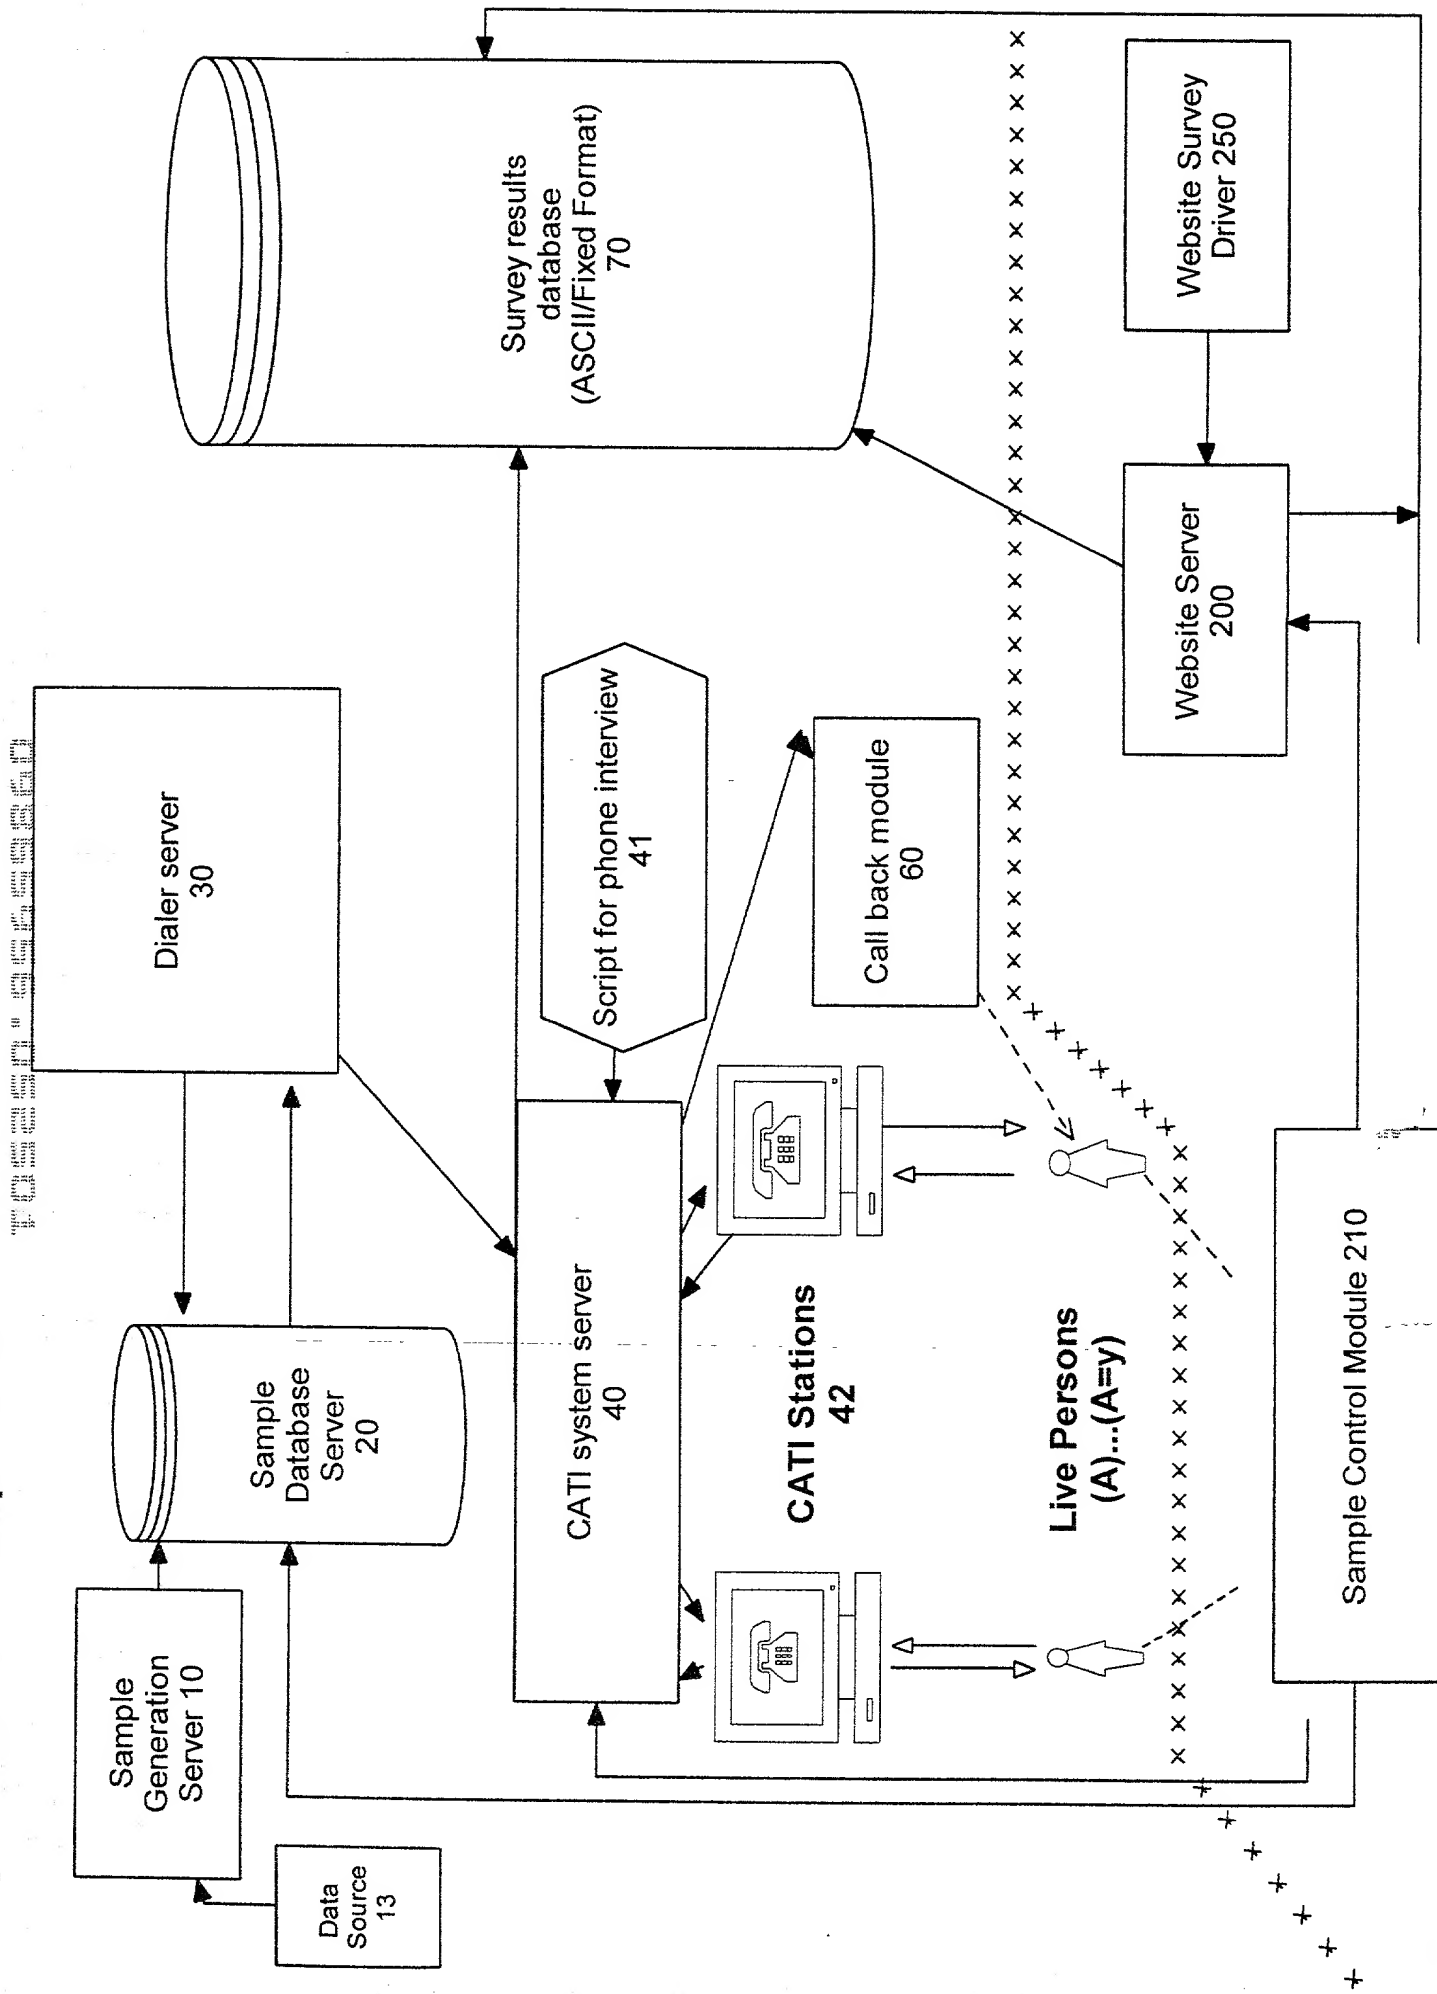 Data
Source
13
Sample
Generation
Server 10
Sample
Database
Server
20
Dialer server
30
CATI system server
40
Script for phone interview
41
Survey results
database
(ASCII/Fixed Format)
70
CATI Stations
42
Call back module
60
Live Persons
(A)...(A=y)
Sample Control Module 210
Website Server
200
Website Survey
Driver 250